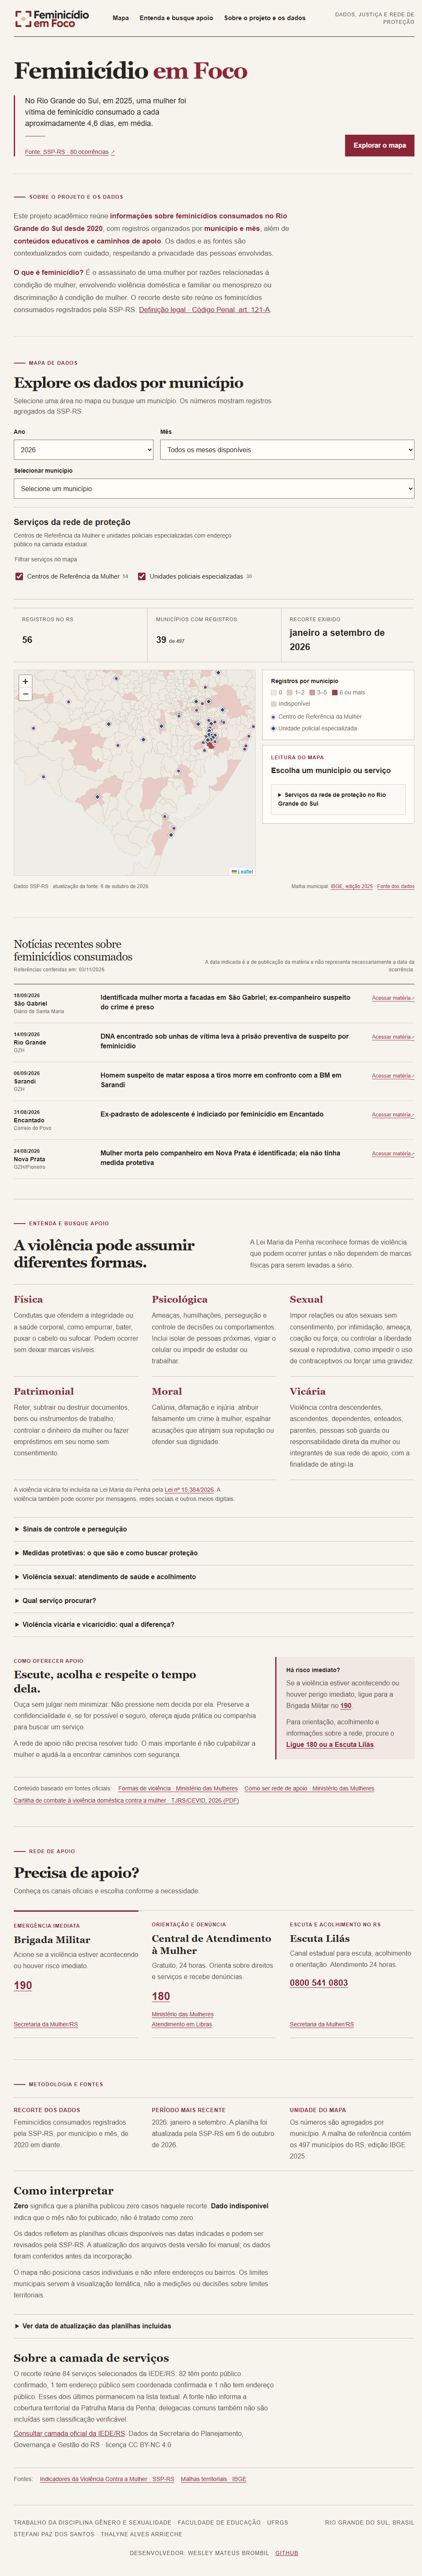 Feminicídio
em Foco
Mapa
Entenda e busque apoio
Sobre o projeto e os dados
DADOS, JUSTIÇA E REDE DE
PROTEÇÃO
Feminicídio em Foco
No Rio Grande do Sul, em 2025, uma mulher foi
vítima de feminicídio consumado a cada
aproximadamente 4,6 dias, em média.
Fonte: SSP-RS · 80 ocorrências ↗
Explorar o mapa
SOBRE O PROJETO E OS DADOS
Este projeto acadêmico reúne informações sobre feminicídios consumados no Rio
Grande do Sul desde 2020, com registros organizados por município e mês, além de
conteúdos educativos e caminhos de apoio. Os dados e as fontes são
contextualizados com cuidado, respeitando a privacidade das pessoas envolvidas.
O que é feminicídio? É o assassinato de uma mulher por razões relacionadas à
condição de mulher, envolvendo violência doméstica e familiar ou menosprezo ou
discriminação à condição de mulher. O recorte deste site reúne os feminicídios
consumados registrados pela SSP-RS. Definição legal · Código Penal, art. 121-A.
MAPA DE DADOS
Explore os dados por município
Selecione uma área no mapa ou busque um município. Os números mostram registros
agregados da SSP-RS.
Ano
Mês
2026
Todos os meses disponíveis
Selecionar município
Selecione um município
Serviços da rede de proteção
Centros de Referência da Mulher e unidades policiais especializadas com endereço
público na camada estadual.
Filtrar serviços no mapa
Centros de Referência da Mulher 54
Unidades policiais especializadas 30
REGISTROS NO RS
56
MUNICÍPIOS COM REGISTROS
39 de 497
RECORTE EXIBIDO
janeiro a setembro de
2026
+
−
Leaflet
Registros por município
0
1–2
3–5
6 ou mais
Indisponível
Centro de Referência da Mulher
Unidade policial especializada
LEITURA DO MAPA
Escolha um município ou serviço
▶ Serviços da rede de proteção no Rio
Grande do Sul
Dados SSP-RS · atualização da fonte: 6 de outubro de 2026
Malha municipal: IBGE, edição 2025 · Fonte dos dados
Notícias recentes sobre
feminicídios consumados
Referências conferidas em: 03/11/2026
A data indicada é a de publicação da matéria e não representa necessariamente a data da
ocorrência.
18/09/2026
São Gabriel
Diário de Santa Maria
Identificada mulher morta a facadas em São Gabriel; ex-companheiro suspeito
do crime é preso
Acessar matéria↗
14/09/2026
Rio Grande
GZH
DNA encontrado sob unhas de vítima leva à prisão preventiva de suspeito por
feminicídio
Acessar matéria↗
06/09/2026
Sarandi
GZH
Homem suspeito de matar esposa a tiros morre em confronto com a BM em
Sarandi
Acessar matéria↗
31/08/2026
Encantado
Correio do Povo
Ex-padrasto de adolescente é indiciado por feminicídio em Encantado
Acessar matéria↗
24/08/2026
Nova Prata
GZH/Pioneiro
Mulher morta pelo companheiro em Nova Prata é identificada; ela não tinha
medida protetiva
Acessar matéria↗
ENTENDA E BUSQUE APOIO
A violência pode assumir
diferentes formas.
A Lei Maria da Penha reconhece formas de violência
que podem ocorrer juntas e não dependem de marcas
físicas para serem levadas a sério.
Física
Condutas que ofendem a integridade ou
a saúde corporal, como empurrar, bater,
puxar o cabelo ou sufocar. Podem ocorrer
sem deixar marcas visíveis.
Psicológica
Ameaças, humilhações, perseguição e
controle de decisões ou comportamentos.
Inclui isolar de pessoas próximas, vigiar o
celular ou impedir de estudar ou
trabalhar.
Sexual
Impor relações ou atos sexuais sem
consentimento, por intimidação, ameaça,
coação ou força; ou controlar a liberdade
sexual e reprodutiva, como impedir o uso
de contraceptivos ou forçar uma gravidez.
Patrimonial
Reter, subtrair ou destruir documentos,
bens ou instrumentos de trabalho;
controlar o dinheiro da mulher ou fazer
empréstimos em seu nome sem
consentimento.
Moral
Calúnia, difamação e injúria: atribuir
falsamente um crime à mulher, espalhar
acusações que atinjam sua reputação ou
ofender sua dignidade.
Vicária
Violência contra descendentes,
ascendentes, dependentes, enteados,
parentes, pessoas sob guarda ou
responsabilidade direta da mulher ou
integrantes de sua rede de apoio, com a
finalidade de atingi-la.
A violência vicária foi incluída na Lei Maria da Penha pela Lei nº 15.384/2026. A
violência também pode ocorrer por mensagens, redes sociais e outros meios digitais.
▶ Sinais de controle e perseguição
▶ Medidas protetivas: o que são e como buscar proteção
▶ Violência sexual: atendimento de saúde e acolhimento
▶ Qual serviço procurar?
▶ Violência vicária e vicaricídio: qual a diferença?
COMO OFERECER APOIO
Escute, acolha e respeite o tempo
dela.
Ouça sem julgar nem minimizar. Não pressione nem decida por ela. Preserve a
confidencialidade e, se for possível e seguro, ofereça ajuda prática ou companhia
para buscar um serviço.
A rede de apoio não precisa resolver tudo. O mais importante é não culpabilizar a
mulher e ajudá-la a encontrar caminhos com segurança.
Há risco imediato?
Se a violência estiver acontecendo ou
houver perigo imediato, ligue para a
Brigada Militar no 190.
Para orientação, acolhimento e
informações sobre a rede, procure o
Ligue 180 ou a Escuta Lilás.
Conteúdo baseado em fontes oficiais:
Formas de violência · Ministério das Mulheres
Como ser rede de apoio · Ministério das Mulheres
Cartilha de combate à violência doméstica contra a mulher · TJRS/CEVID, 2026 (PDF)
REDE DE APOIO
Precisa de apoio?
Conheça os canais oficiais e escolha conforme a necessidade.
EMERGÊNCIA IMEDIATA
Brigada Militar
Acione se a violência estiver acontecendo
ou houver risco imediato.
190
Secretaria da Mulher/RS
ORIENTAÇÃO E DENÚNCIA
Central de Atendimento
à Mulher
Gratuito, 24 horas. Orienta sobre direitos
e serviços e recebe denúncias.
180
Ministério das Mulheres
Atendimento em Libras
ESCUTA E ACOLHIMENTO NO RS
Escuta Lilás
Canal estadual para escuta, acolhimento
e orientação. Atendimento 24 horas.
0800 541 0803
Secretaria da Mulher/RS
METODOLOGIA E FONTES
RECORTE DOS DADOS
Feminicídios consumados registrados
pela SSP-RS, por município e mês, de
2020 em diante.
PERÍODO MAIS RECENTE
2026: janeiro a setembro. A planilha foi
atualizada pela SSP-RS em 6 de outubro
de 2026.
UNIDADE DO MAPA
Os números são agregados por
município. A malha de referência contém
os 497 municípios do RS, edição IBGE
2025.
Como interpretar
Zero significa que a planilha publicou zero casos naquele recorte. Dado indisponível
indica que o mês não foi publicado; não é tratado como zero.
Os dados refletem as planilhas oficiais disponíveis nas datas indicadas e podem ser
revisados pela SSP-RS. A atualização dos arquivos desta versão foi manual; os dados
foram conferidos antes da incorporação.
O mapa não posiciona casos individuais e não infere endereços ou bairros. Os limites
municipais servem à visualização temática, não a medições ou decisões sobre limites
territoriais.
▶ Ver data de atualização das planilhas incluídas
Sobre a camada de serviços
O recorte reúne 84 serviços selecionados da IEDE/RS: 82 têm ponto público
confirmado, 1 tem endereço público sem coordenada confirmada e 1 não tem endereço
público. Esses dois últimos permanecem na lista textual. A fonte não informa a
cobertura territorial da Patrulha Maria da Penha; delegacias comuns também não são
incluídas sem classificação verificável.
Consultar camada oficial da IEDE/RS. Dados da Secretaria do Planejamento,
Governança e Gestão do RS · licença CC BY-NC 4.0.
Fontes:
Indicadores da Violência Contra a Mulher · SSP-RS
Malhas territoriais · IBGE
TRABALHO DA DISCIPLINA GÊNERO E SEXUALIDADE · FACULDADE DE EDUCAÇÃO · UFRGS
RIO GRANDE DO SUL, BRASIL
STEFANI PAZ DOS SANTOS · THALYNE ALVES ARRIECHE
DESENVOLVEDOR: WESLEY MATEUS BROMBIL · GITHUB